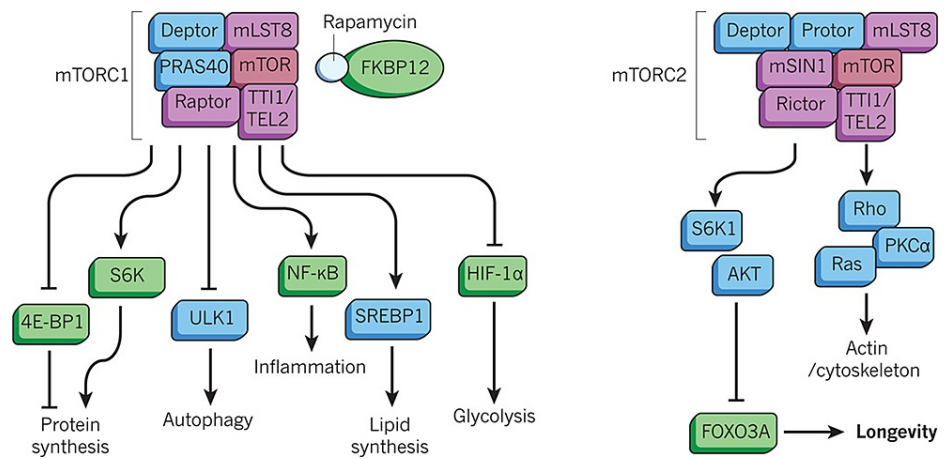 mTORC1
Deptor
mLST8
PRAS40
mTOR
Raptor
TTI1/
TEL2
Rapamycin
FKBP12
4E-BP1
S6K
ULK1
NF-κB
SREBP1
HIF-1α
Protein
synthesis
Autophagy
Inflammation
Lipid
synthesis
Glycolysis
mTORC2
Deptor
Protor
mLST8
mSIN1
mTOR
Rictor
TTI1/
TEL2
S6K1
AKT
Rho
PKCα
Ras
Actin
/cytoskeleton
FOXO3A
Longevity